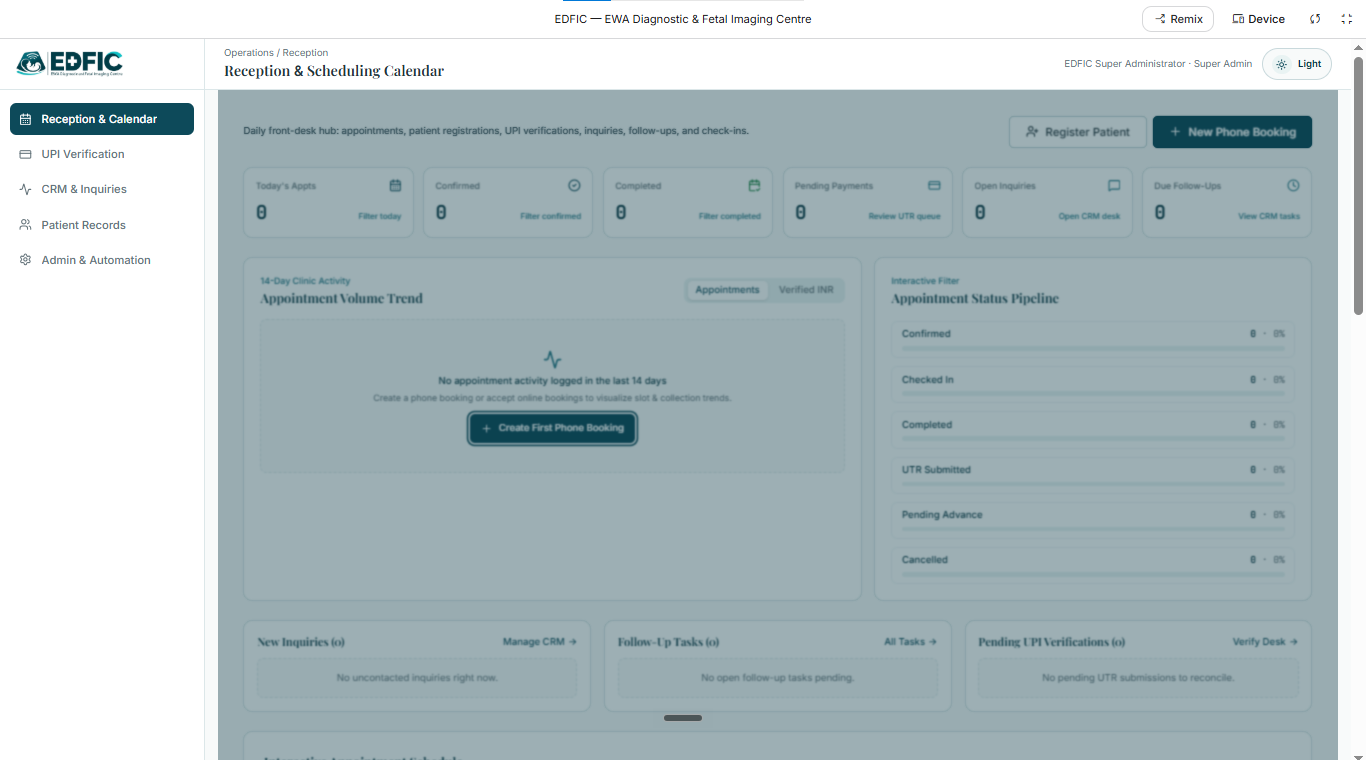 EDFIC — EWA Diagnostic & Fetal Imaging Centre
Remix
Device
EDFIC
EWA Diagnostic and Fetal Imaging Centre
Operations / Reception
Reception & Scheduling Calendar
EDFIC Super Administrator · Super Admin
Light
Reception & Calendar
UPI Verification
CRM & Inquiries
Patient Records
Admin & Automation
Daily front-desk hub: appointments, patient registrations, UPI verifications, inquiries, follow-ups, and check-ins.
Register Patient
+ New Phone Booking
Today's Appts
0
Filter today
Confirmed
0
Filter confirmed
Completed
0
Filter completed
Pending Payments
0
Review UTR queue
Open Inquiries
0
Open CRM desk
Due Follow-Ups
0
View CRM tasks
14-Day Clinic Activity
Appointment Volume Trend
Appointments
Verified INR
No appointment activity logged in the last 14 days
Create a phone booking or accept online bookings to visualize slot & collection trends.
+ Create First Phone Booking
Interactive Filter
Appointment Status Pipeline
Confirmed 0 · 0%
Checked In 0 · 0%
Completed 0 · 0%
UTR Submitted 0 · 0%
Pending Advance 0 · 0%
Cancelled 0 · 0%
New Inquiries (0)
Manage CRM →
No uncontacted inquiries right now.
Follow-Up Tasks (0)
All Tasks →
No open follow-up tasks pending.
Pending UPI Verifications (0)
Verify Desk →
No pending UTR submissions to reconcile.